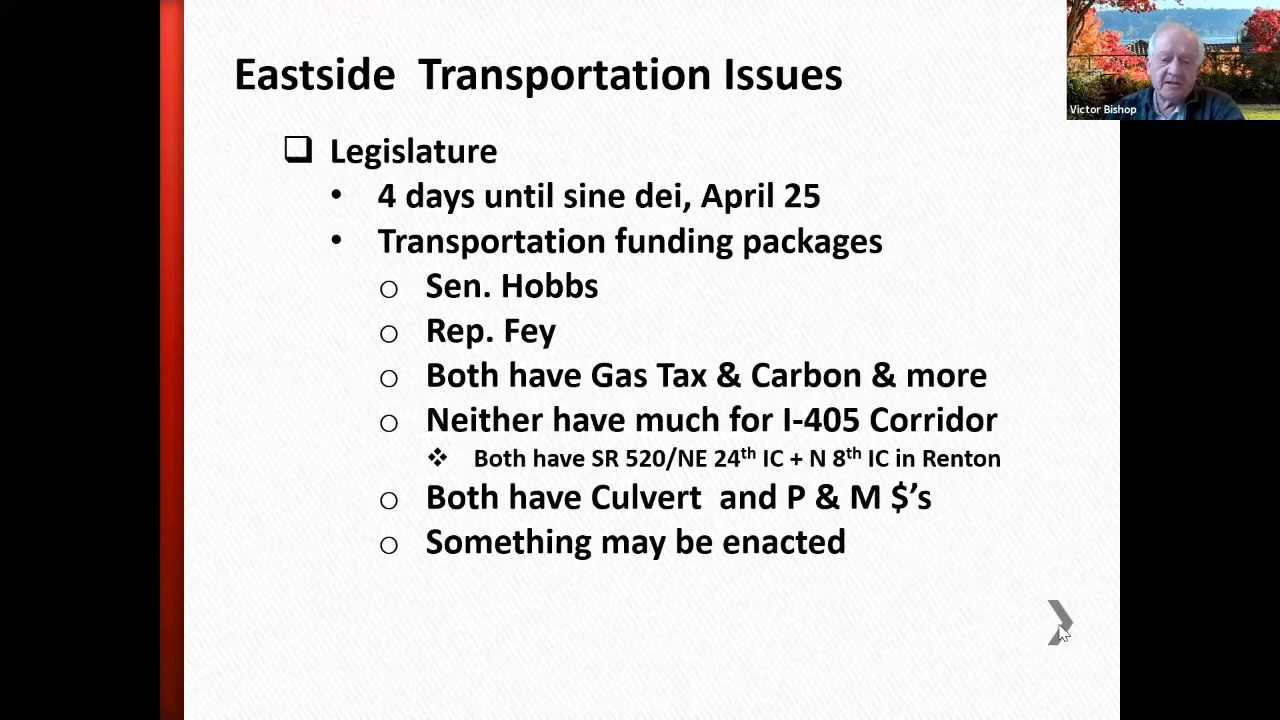 Eastside Transportation Issues
Victor Bishop
Legislature
• 4 days until sine dei, April 25
• Transportation funding packages
o Sen. Hobbs
o Rep. Fey
o Both have Gas Tax & Carbon & more
o Neither have much for I-405 Corridor
❖ Both have SR 520/NE 24th IC + N 8th IC in Renton
o Both have Culvert and P & M $’s
o Something may be enacted